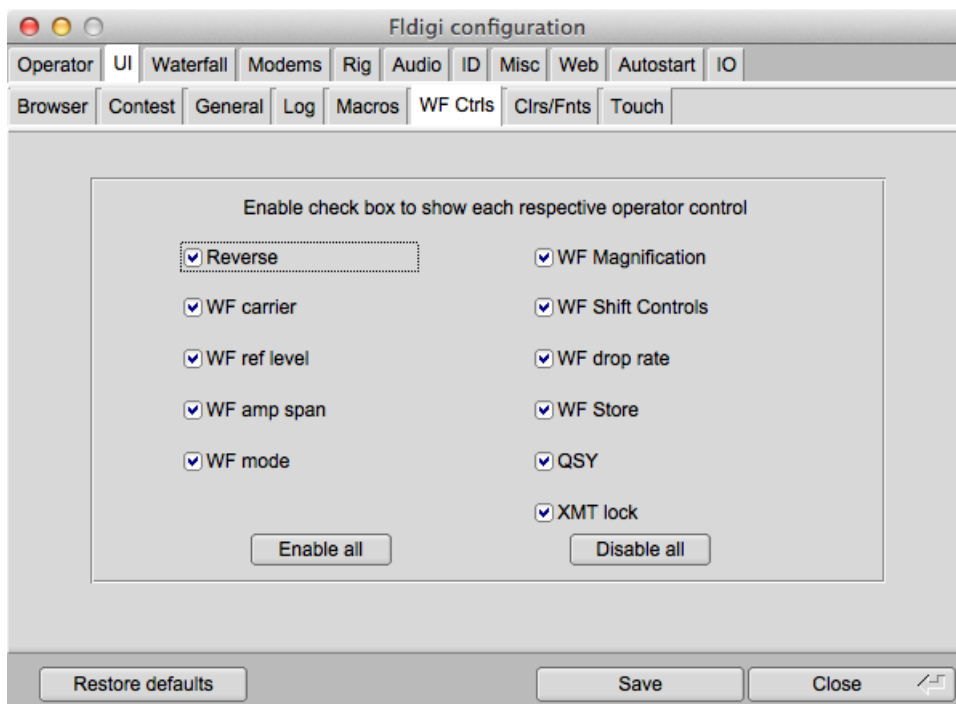 Fldigi configuration
Operator UI Waterfall Modems Rig Audio ID Misc Web Autostart IO
Browser Contest General Log Macros WF Ctrls Clrs/Fnts Touch
Enable check box to show each respective operator control
Reverse WF Magnification
WF carrier WF Shift Controls
WF ref level WF drop rate
WF amp span WF Store
WF mode QSY
XMT lock
Enable all Disable all
Restore defaults Save Close